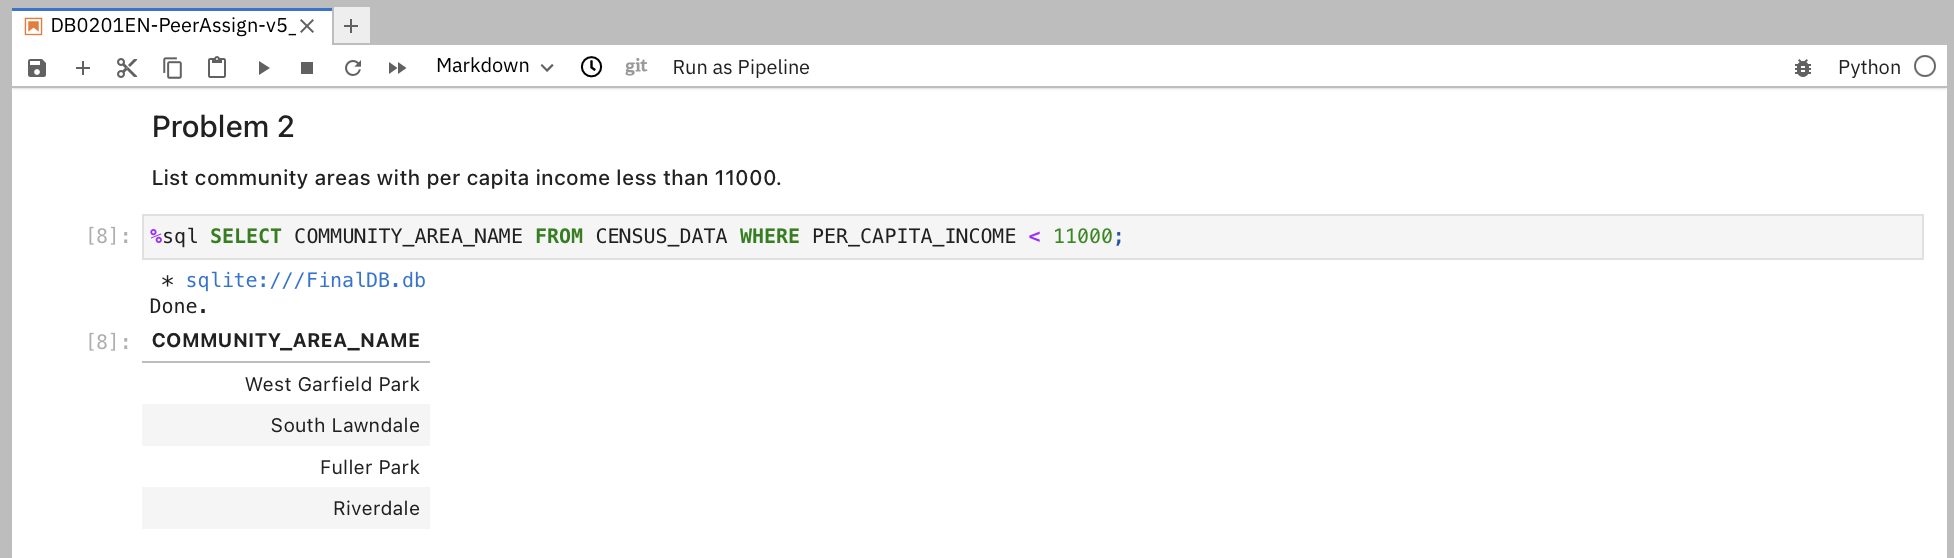 DB0201EN-PeerAssign-v5_
Markdown git Run as Pipeline Python
Problem 2
List community areas with per capita income less than 11000.
[8]: %sql SELECT COMMUNITY_AREA_NAME FROM CENSUS_DATA WHERE PER_CAPITA_INCOME < 11000;
* sqlite:///FinalDB.db
Done.
[8]: COMMUNITY_AREA_NAME
West Garfield Park
South Lawndale
Fuller Park
Riverdale